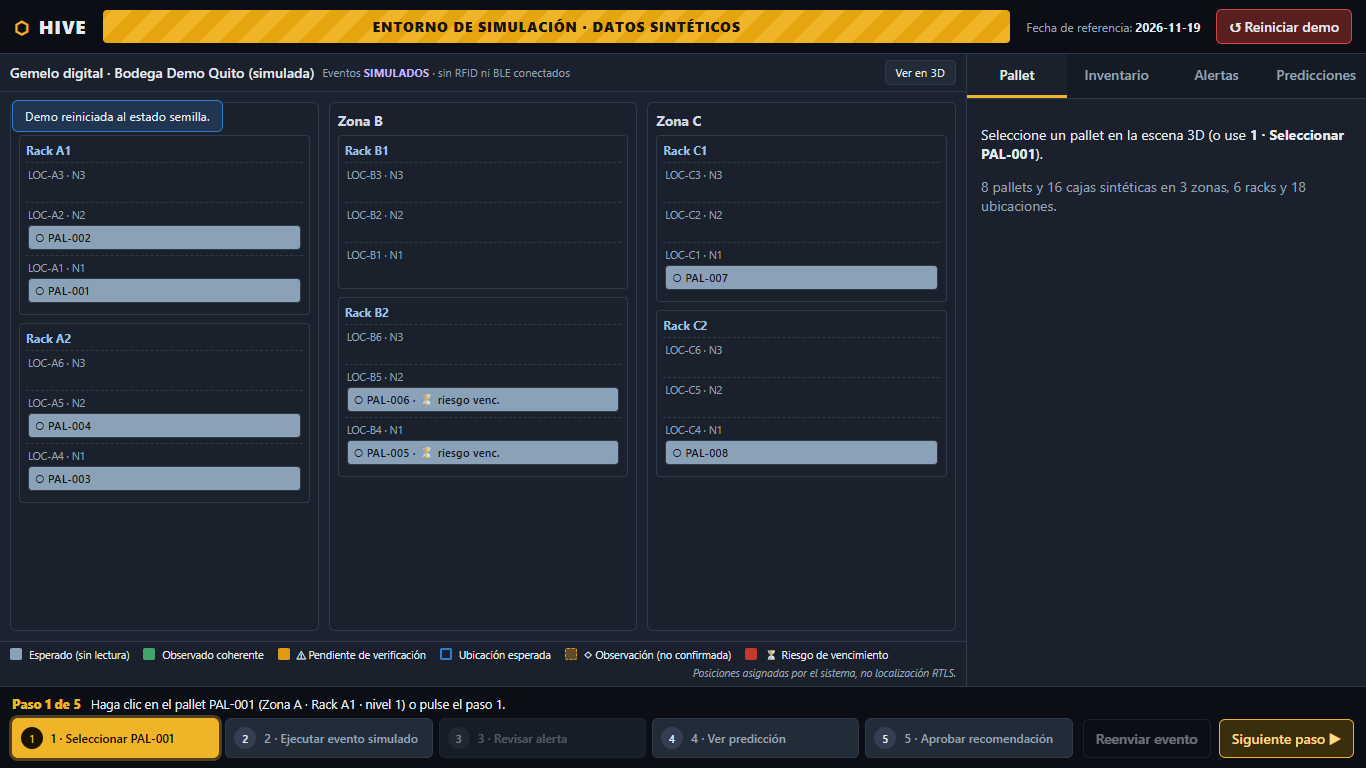 HIVE
ENTORNO DE SIMULACIÓN · DATOS SINTÉTICOS
Fecha de referencia: 2026-11-19
↺ Reiniciar demo
Gemelo digital · Bodega Demo Quito (simulada)
Eventos SIMULADOS · sin RFID ni BLE conectados
Ver en 3D
Pallet
Inventario
Alertas
Predicciones
Demo reiniciada al estado semilla.
Rack A1
LOC-A3 · N3
LOC-A2 · N2
○ PAL-002
LOC-A1 · N1
○ PAL-001
Rack A2
LOC-A6 · N3
LOC-A5 · N2
○ PAL-004
LOC-A4 · N1
○ PAL-003
Zona B
Rack B1
LOC-B3 · N3
LOC-B2 · N2
LOC-B1 · N1
Rack B2
LOC-B6 · N3
LOC-B5 · N2
○ PAL-006 · ⏳ riesgo venc.
LOC-B4 · N1
○ PAL-005 · ⏳ riesgo venc.
Zona C
Rack C1
LOC-C3 · N3
LOC-C2 · N2
LOC-C1 · N1
○ PAL-007
Rack C2
LOC-C6 · N3
LOC-C5 · N2
LOC-C4 · N1
○ PAL-008
Seleccione un pallet en la escena 3D (o use 1 · Seleccionar
PAL-001).
8 pallets y 16 cajas sintéticas en 3 zonas, 6 racks y 18
ubicaciones.
Esperado (sin lectura)
Observado coherente
⚠ Pendiente de verificación
Ubicación esperada
◇ Observación (no confirmada)
⏳ Riesgo de vencimiento
Posiciones asignadas por el sistema, no localización RTLS.
Paso 1 de 5 Haga clic en el pallet PAL-001 (Zona A · Rack A1 · nivel 1) o pulse el paso 1.
1 1 · Seleccionar PAL-001
2 2 · Ejecutar evento simulado
3 3 · Revisar alerta
4 4 · Ver predicción
5 5 · Aprobar recomendación
Reenviar evento
Siguiente paso ▶